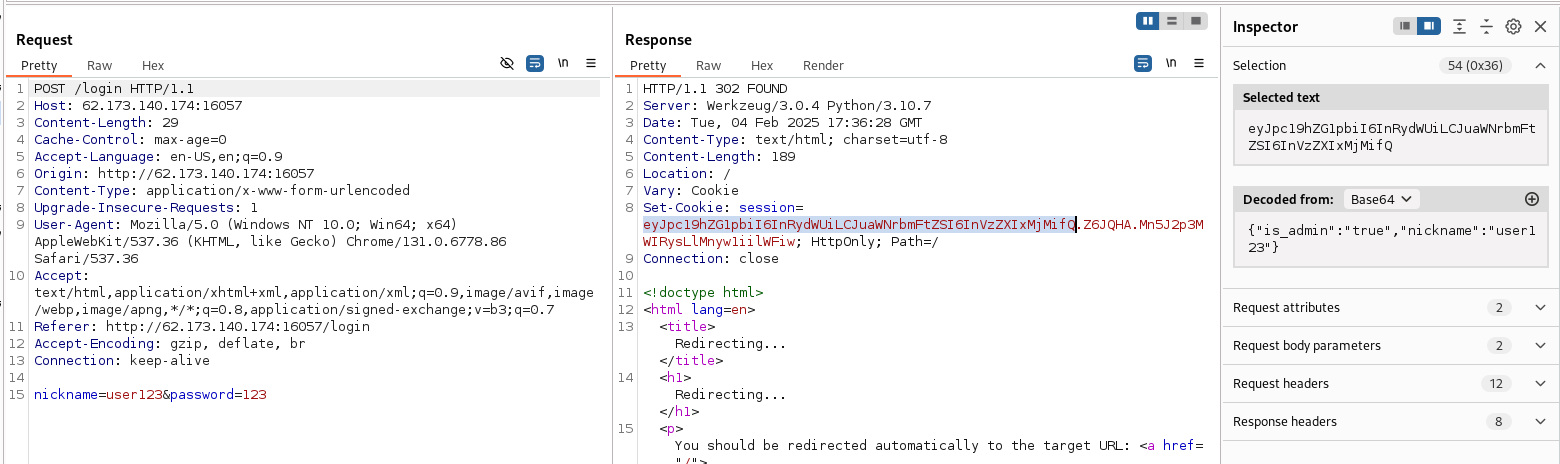 Request
Pretty Raw Hex \n
1 POST /login HTTP/1.1
2 Host: 62.173.140.174:16057
3 Content-Length: 29
4 Cache-Control: max-age=0
5 Accept-Language: en-US,en;q=0.9
6 Origin: http://62.173.140.174:16057
7 Content-Type: application/x-www-form-urlencoded
8 Upgrade-Insecure-Requests: 1
9 User-Agent: Mozilla/5.0 (Windows NT 10.0; Win64; x64)
AppleWebKit/537.36 (KHTML, like Gecko) Chrome/131.0.6778.86
Safari/537.36
10 Accept:
text/html,application/xhtml+xml,application/xml;q=0.9,image/avif,image
/webp,image/apng,*/*;q=0.8,application/signed-exchange;v=b3;q=0.7
11 Referer: http://62.173.140.174:16057/login
12 Accept-Encoding: gzip, deflate, br
13 Connection: keep-alive
14
15 nickname=user123&password=123
Response
Pretty Raw Hex Render \n
1 HTTP/1.1 302 FOUND
2 Server: Werkzeug/3.0.4 Python/3.10.7
3 Date: Tue, 04 Feb 2025 17:36:28 GMT
4 Content-Type: text/html; charset=utf-8
5 Content-Length: 189
6 Location: /
7 Vary: Cookie
8 Set-Cookie: session=
eyJpc19hZG1pbiI6InRydWUiLCJuaWNrbmFtZSI6InVzZXIxMjMifQ.Z6JQHA.Mn5J2p3M
WIRysLlMnyw1iilWFiw; HttpOnly; Path=/
9 Connection: close
10
11 <!doctype html>
12 <html lang=en>
13 <title>
Redirecting...
</title>
14 <h1>
Redirecting...
</h1>
15 <p>
You should be redirected automatically to the target URL: <a href=
"/">
Inspector
Selection 54 (0x36)
Selected text
eyJpc19hZG1pbiI6InRydWUiLCJuaWNrbmFt
ZSI6InVzZXIxMjMifQ
Decoded from: Base64
{"is_admin":"true","nickname":"user1
23"}
Request attributes 2
Request body parameters 2
Request headers 12
Response headers 8